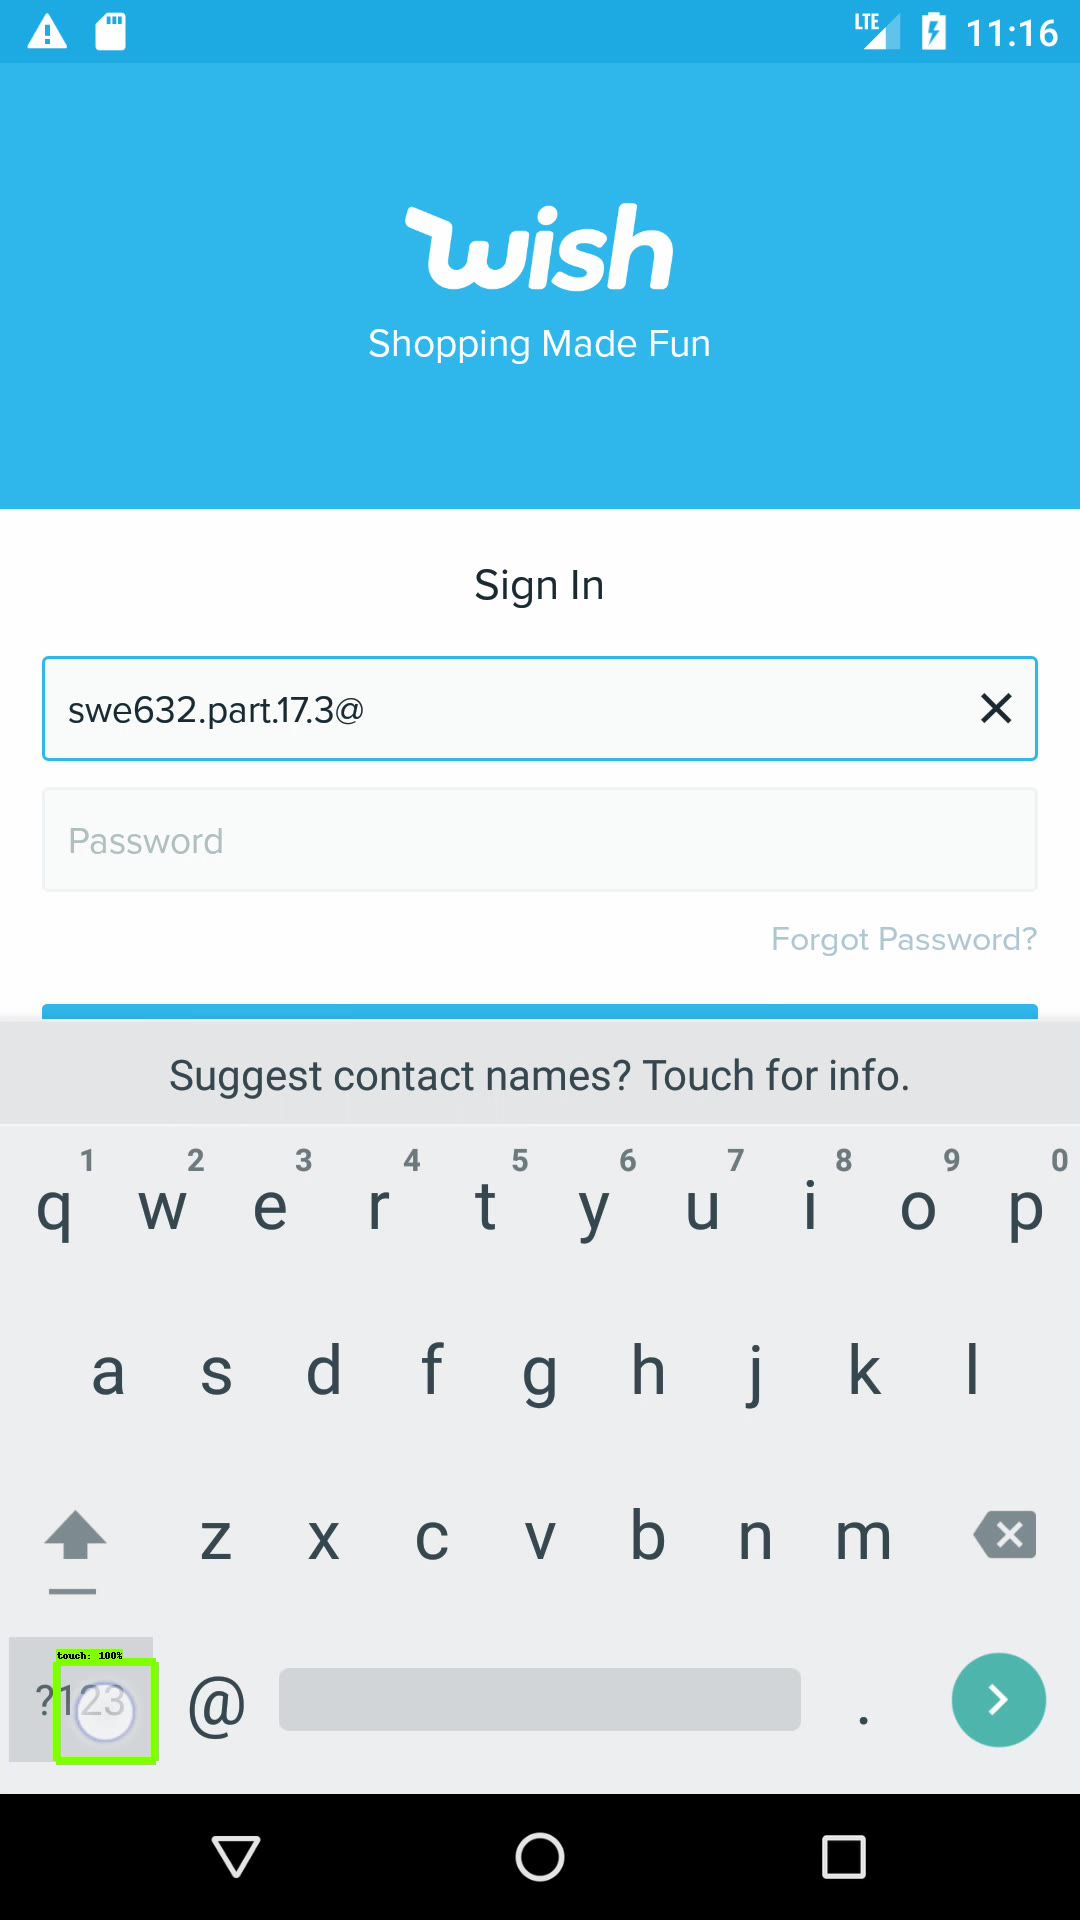 LTE 11:16
wish
Shopping Made Fun
Sign In
swe632.part.17.3@
Password
Forgot Password?
Suggest contact names? Touch for info.
1 2 3 4 5 6 7 8 9 0
q w e r t y u i o p
a s d f g h j k l
z x c v b n m
touch: 100%
?123 @ .